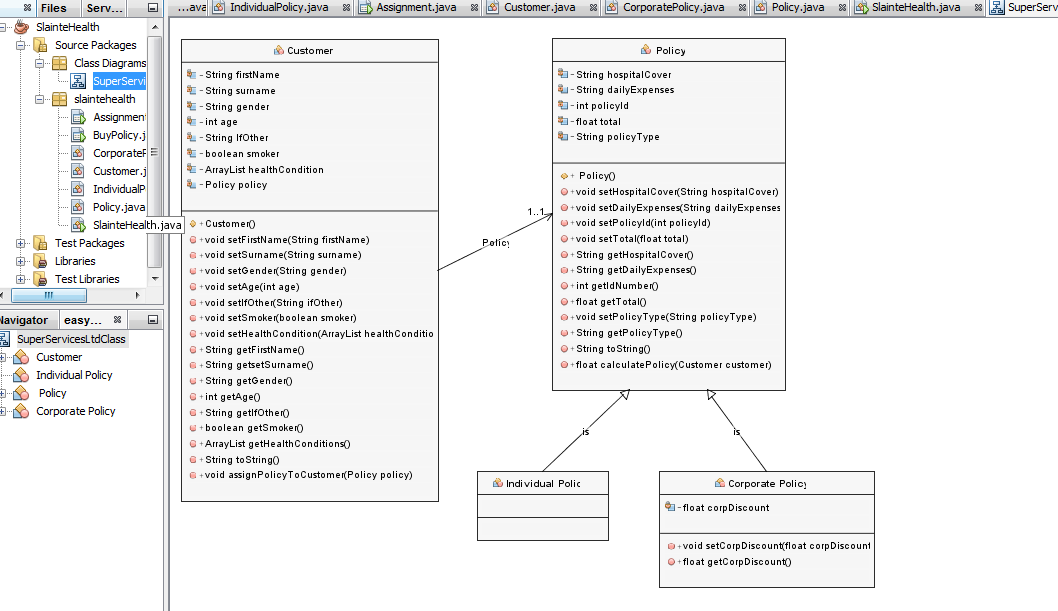 Files
Serv...
...ava
IndividualPolicy.java
Assignment.java
Customer.java
CorporatePolicy.java
Policy.java
SlainteHealth.java
SuperServ
SlainteHealth
Source Packages
Class Diagrams
SuperServi
slaintehealth
Assignment
BuyPolicy.j
CorporateP
Customer.j
IndividualP
Policy.java
SlainteHealth.java
Test Packages
Libraries
Test Libraries
Navigator
easy...
SuperServicesLtdClass
Customer
Individual Policy
Policy
Corporate Policy
Customer
- String firstName
- String surname
- String gender
- int age
- String IfOther
- boolean smoker
- ArrayList healthCondition
- Policy policy
+ Customer()
+ void setFirstName(String firstName)
+ void setSurname(String surname)
+ void setGender(String gender)
+ void setAge(int age)
+ void setIfOther(String ifOther)
+ void setSmoker(boolean smoker)
+ void setHealthCondition(ArrayList healthConditio
+ String getFirstName()
+ String getsetSurname()
+ String getGender()
+ int getAge()
+ String getIfOther()
+ boolean getSmoker()
+ ArrayList getHealthConditions()
+ String toString()
+ void assignPolicyToCustomer(Policy policy)
1..1
Policy
Policy
- String hospitalCover
- String dailyExpenses
- int policyId
- float total
- String policyType
+ Policy()
+ void setHospitalCover(String hospitalCover)
+ void setDailyExpenses(String dailyExpenses
+ void setPolicyId(int policyId)
+ void setTotal(float total)
+ String getHospitalCover()
+ String getDailyExpenses()
+ int getIdNumber()
+ float getTotal()
+ void setPolicyType(String policyType)
+ String getPolicyType()
+ String toString()
+ float calculatePolicy(Customer customer)
is
is
Individual Polic
Corporate Policy
- float corpDiscount
+ void setCorpDiscount(float corpDiscount
+ float getCorpDiscount()